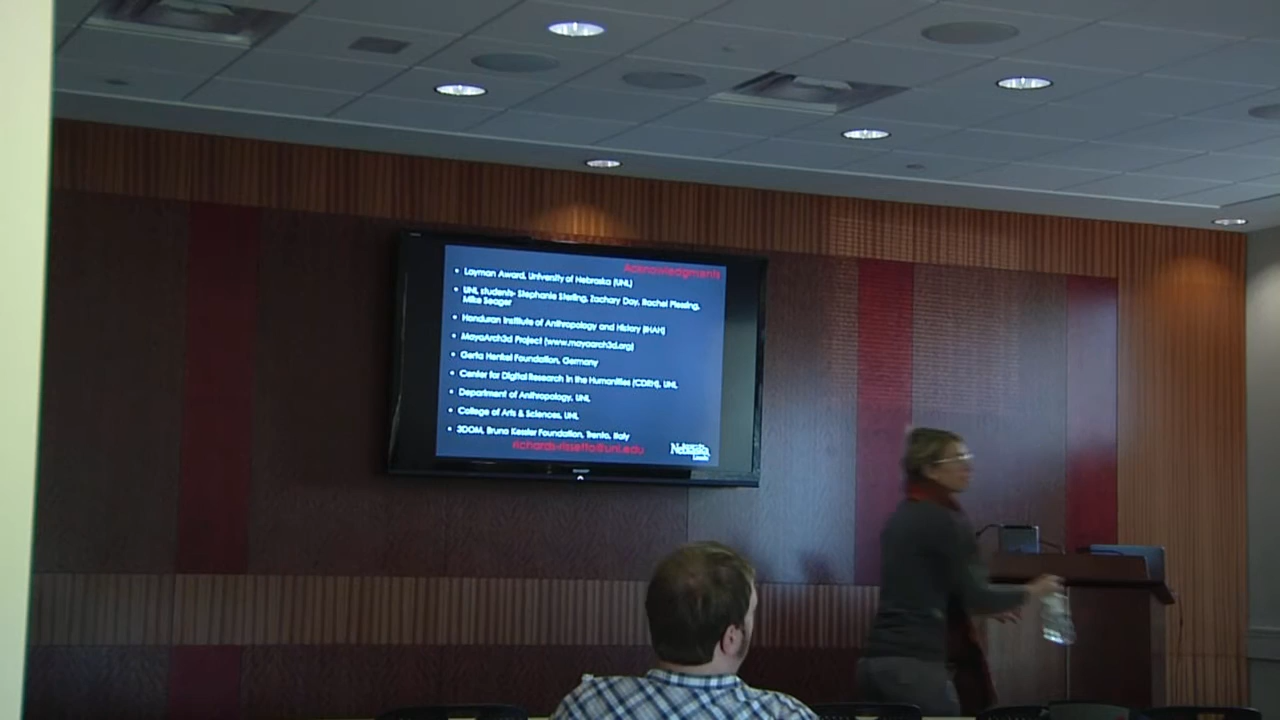 Acknowledgments
• Layman Award, University of Nebraska (UNL)
• UNL students- Stephanie Sterling, Zachary Day, Rachel Plessing,
Mike Seager
• Honduran Institute of Anthropology and History (IHAH)
• MayaArch3d Project (www.mayaarch3d.org)
• Gerta Henkel Foundation, Germany
• Center for Digital Research in the Humanities (CDRH), UNL
• Department of Anthropology, UNL
• College of Arts & Sciences, UNL
• 3DOM, Bruno Kessler Foundation, Trento, Italy
richards-rissetto@unl.edu
Nebraska
Lincoln
SHARP